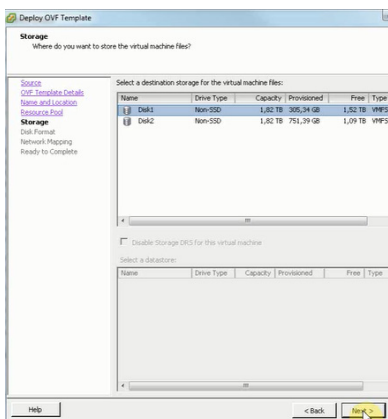 Deploy OVF Template
Storage
Where do you want to store the virtual machine files?
Source
OVF Template Details
Name and Location
Resource Pool
Storage
Disk Format
Network Mapping
Ready to Complete
Select a destination storage for the virtual machine files:
Name Drive Type Capacity Provisioned Free Type
Disk1 Non-SSD 1,82 TB 305,34 GB 1,52 TB VMFS
Disk2 Non-SSD 1,82 TB 751,39 GB 1,09 TB VMFS
Disable Storage DRS for this virtual machine
Select a datastore:
Name Drive Type Capacity Provisioned Free Type
Help
< Back
Next >